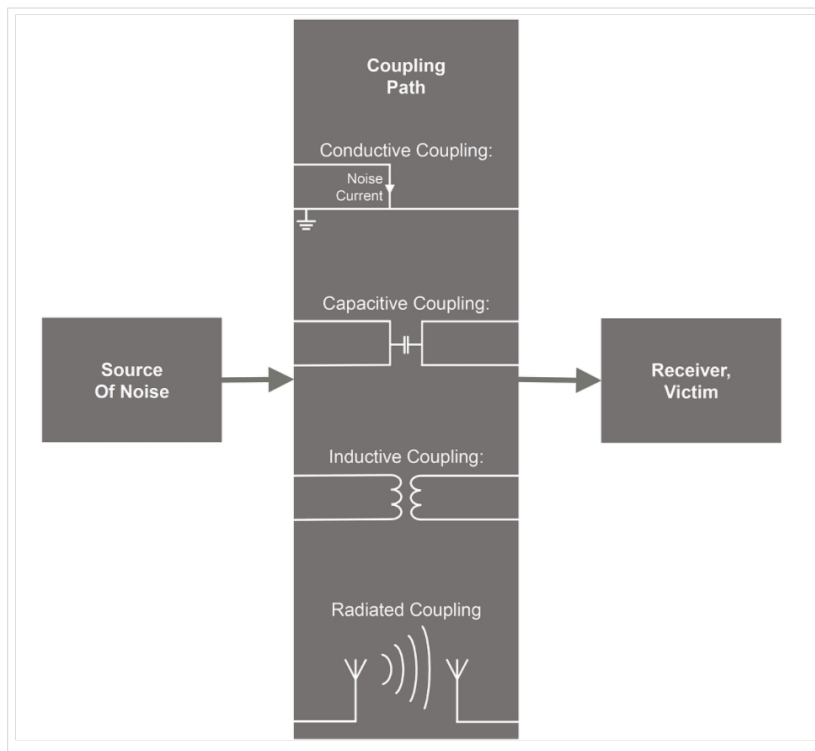 Coupling
Path
Conductive Coupling:
Noise
Current
Capacitive Coupling:
Source
Of Noise
Receiver,
Victim
Inductive Coupling:
Radiated Coupling